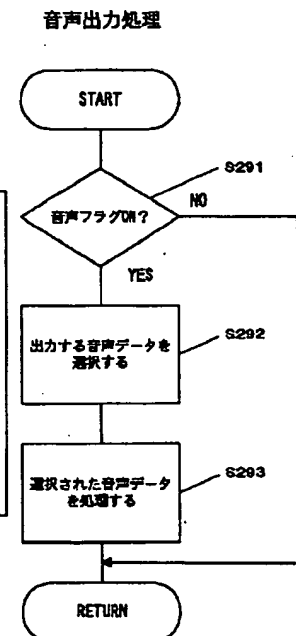 音声出力処理
START
S291
音声フラグON？
NO
YES
S292
出力する音声データを
選択する
S293
選択された音声データ
を処理する
RETURN